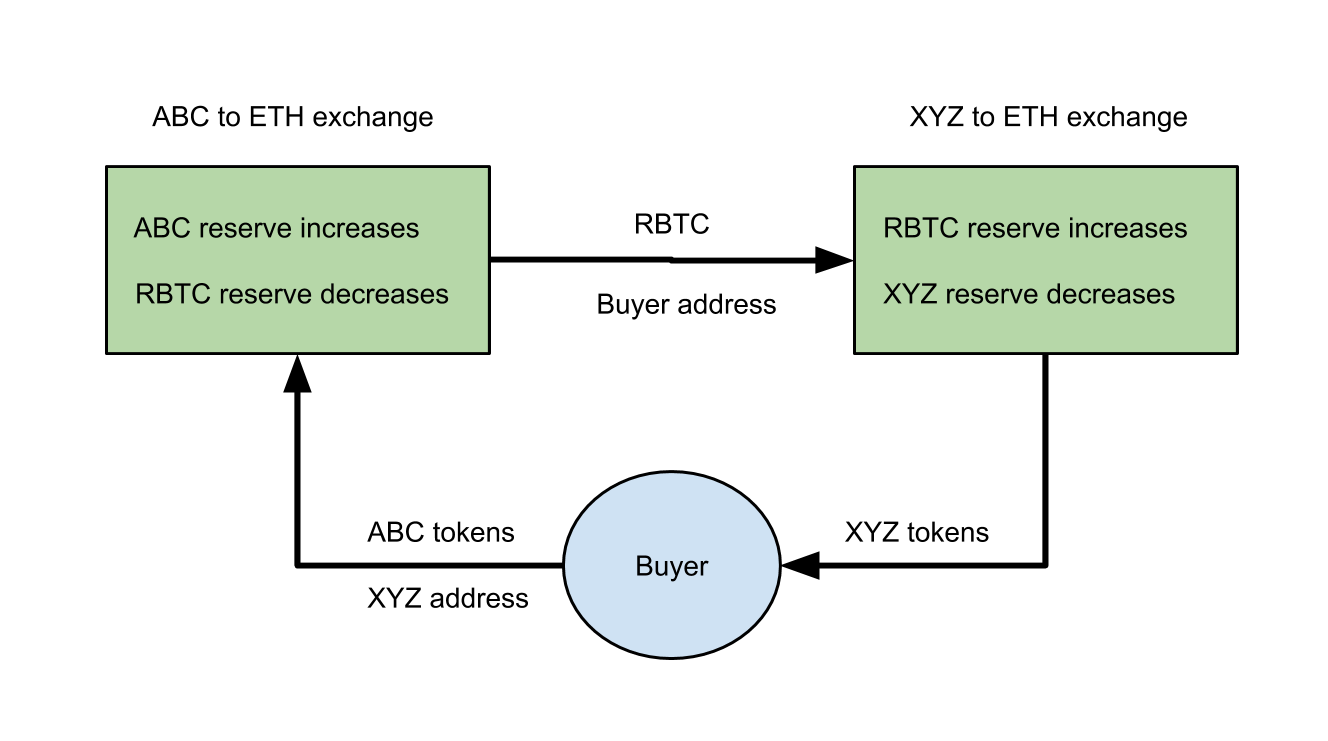 ABC to ETH exchange
XYZ to ETH exchange
ABC reserve increases
RBTC reserve decreases
RBTC
Buyer address
RBTC reserve increases
XYZ reserve decreases
ABC tokens
XYZ address
Buyer
XYZ tokens